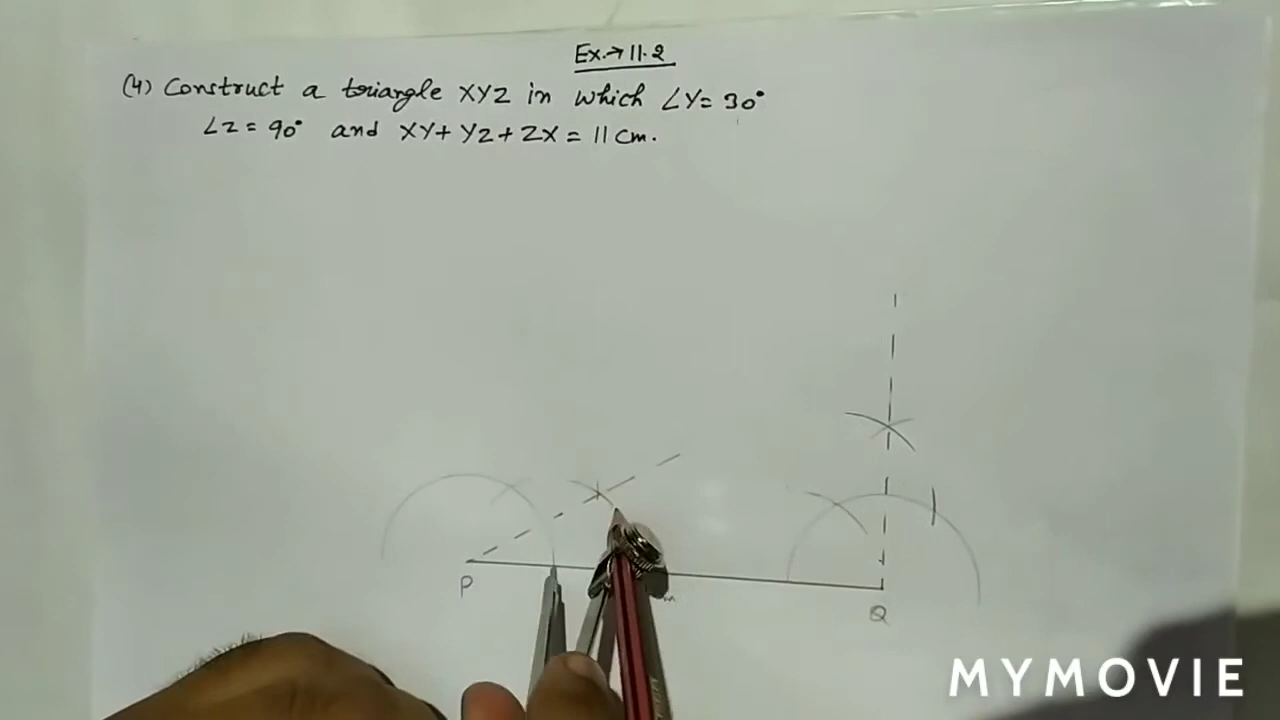 Ex.→11.2
(4) Construct a triangle XYZ in which ∠Y= 30°
∠Z = 90° and XY+ YZ+ ZX = 11 cm.
P
Q
MYMOVIE